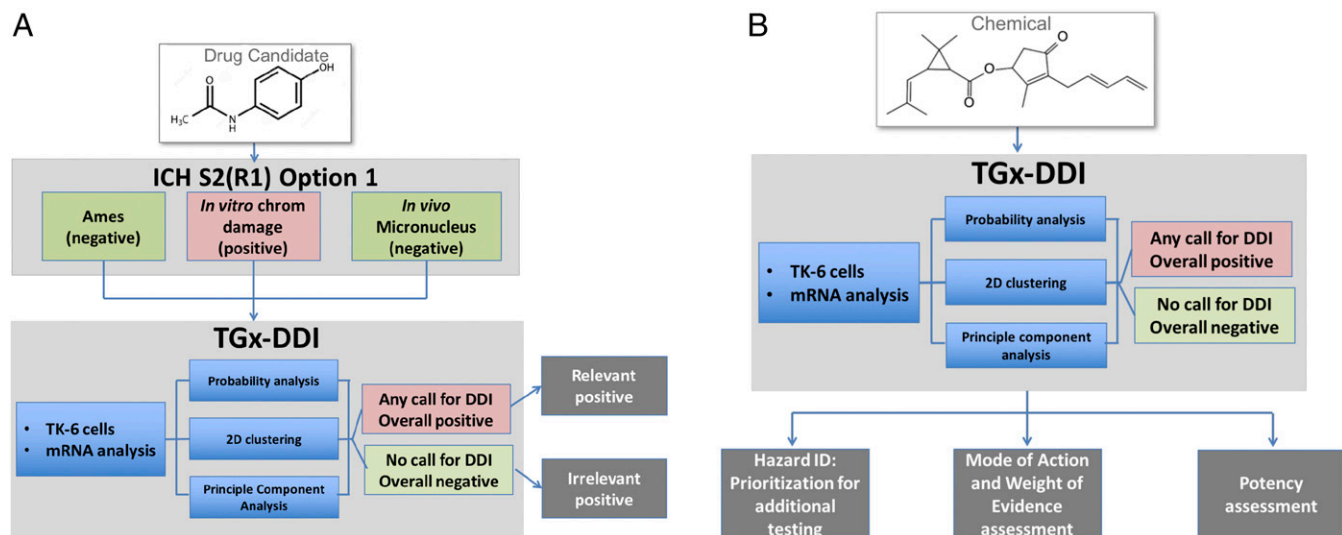 A
Drug Candidate
OH
O
H₃C
N
H
ICH S2(R1) Option 1
Ames
(negative)
In vitro chrom
damage
(positive)
In vivo
Micronucleus
(negative)
TGx-DDI
• TK-6 cells
• mRNA analysis
Probability analysis
2D clustering
Principle Component
Analysis
Any call for DDI
Overall positive
No call for DDI
Overall negative
Relevant
positive
Irrelevant
positive
B
Chemical
O
O
O
TGx-DDI
• TK-6 cells
• mRNA analysis
Probability analysis
2D clustering
Principle component
analysis
Any call for DDI
Overall positive
No call for DDI
Overall negative
Hazard ID:
Prioritization for
additional
testing
Mode of Action
and Weight of
Evidence
assessment
Potency
assessment